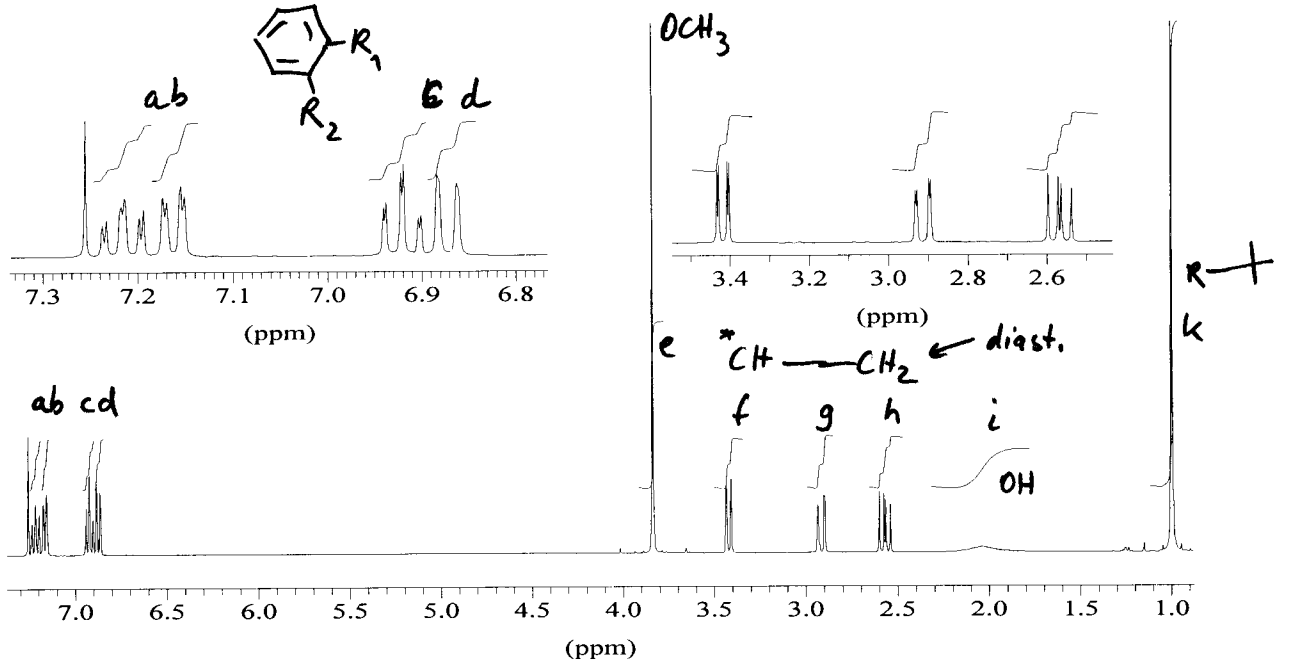 OCH₃
R₁
R₂
ab
c d
7.3 7.2 7.1 7.0 6.9 6.8
(ppm)
3.4 3.2 3.0 2.8 2.6
(ppm)
R
k
e
*CH CH₂ ← diast.
ab cd
f g h i
OH
7.0 6.5 6.0 5.5 5.0 4.5 4.0 3.5 3.0 2.5 2.0 1.5 1.0
(ppm)